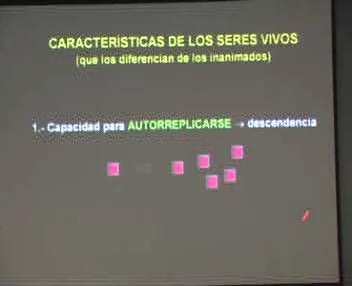 CARACTERÍSTICAS DE LOS SERES VIVOS
(que los diferencian de los inanimados)
1.- Capacidad para AUTORREPLICARSE → descendencia